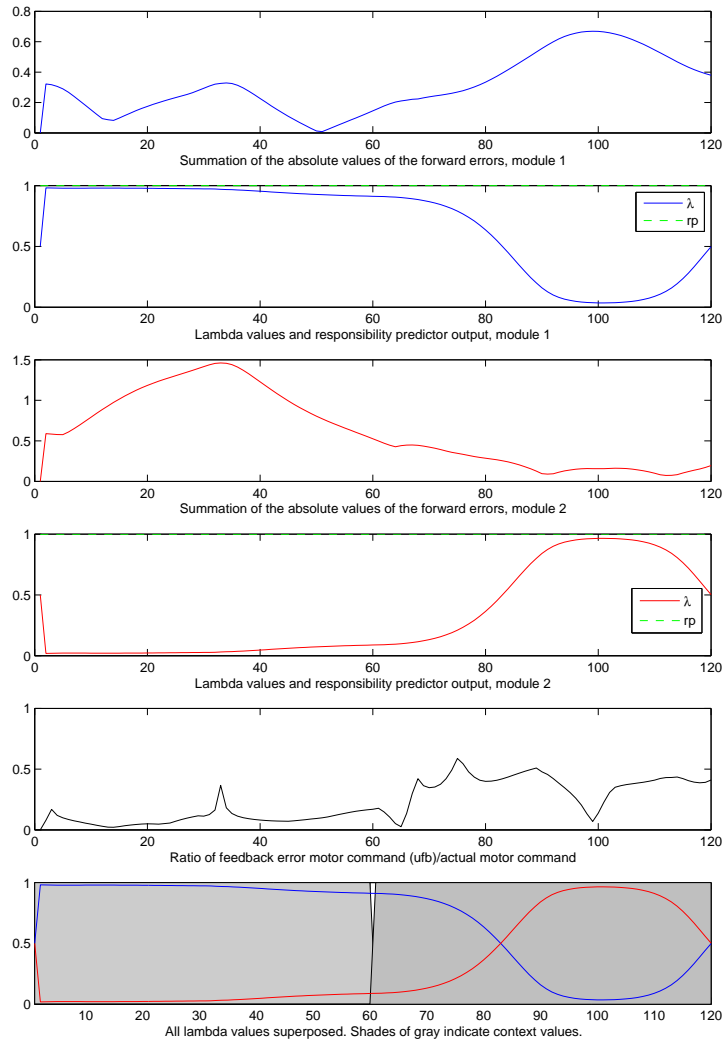 0.8
0.6
0.4
0.2
0
0 20 40 60 80 100 120
Summation of the absolute values of the forward errors, module 1
1
0.5
0
λ
rp
0 20 40 60 80 100 120
Lambda values and responsibility predictor output, module 1
1.5
1
0.5
0
0 20 40 60 80 100 120
Summation of the absolute values of the forward errors, module 2
1
0.5
0
λ
rp
0 20 40 60 80 100 120
Lambda values and responsibility predictor output, module 2
1
0.5
0
0 20 40 60 80 100 120
Ratio of feedback error motor command (ufb)/actual motor command
1
0.5
0
10 20 30 40 50 60 70 80 90 100 110 120
All lambda values superposed. Shades of gray indicate context values.